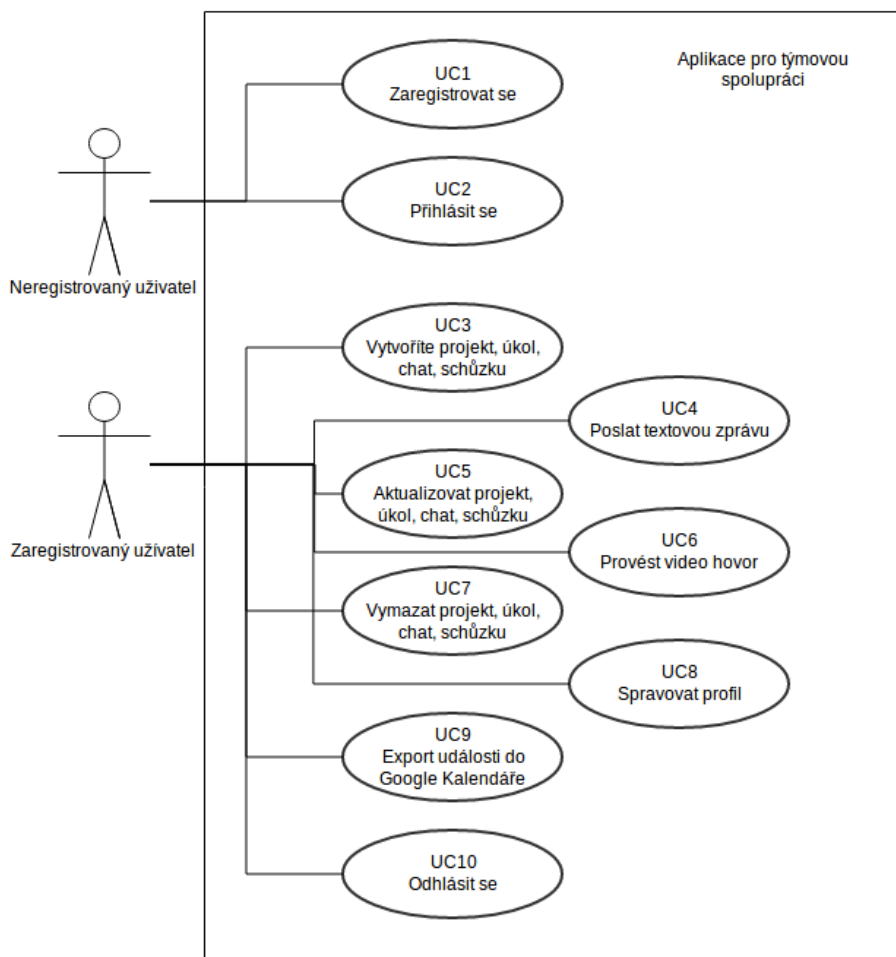 Aplikace pro týmovou
spolupráci
UC1
Zaregistrovat se
UC2
Přihlásit se
Neregistrovaný uživatel
UC3
Vytvoříte projekt, úkol,
chat, schůzku
UC4
Poslat textovou zprávu
UC5
Aktualizovat projekt,
úkol, chat, schůzku
Zaregistrovaný užívatel
UC6
Provést video hovor
UC7
Vymazat projekt, úkol,
chat, schůzku
UC8
Spravovat profil
UC9
Export události do
Google Kalendáře
UC10
Odhlásit se